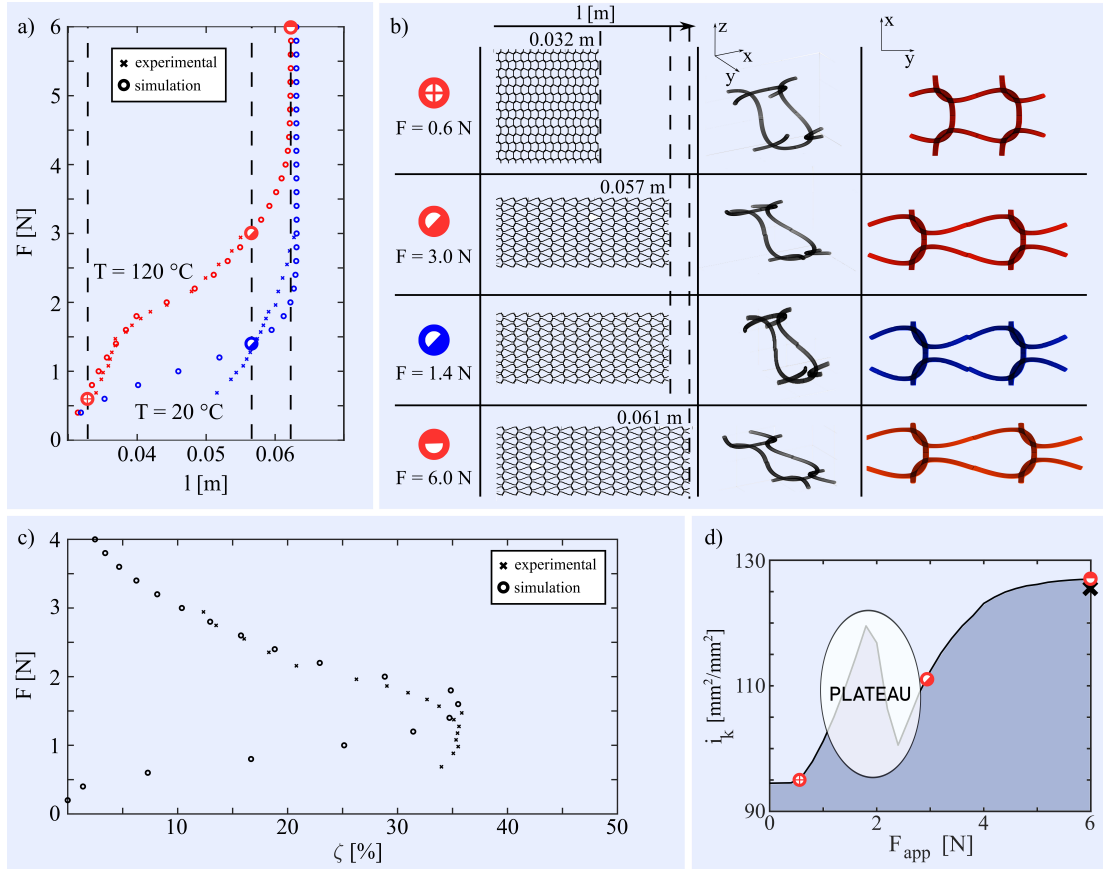 a)
6
5
4
3
2
1
0
F [N]
× experimental
simulation
T = 120 °C
T = 20 °C
0.04
0.05
0.06
l [m]
b)
l [m]
0.032 m
z
x
y
x
y
F = 0.6 N
0.057 m
F = 3.0 N
F = 1.4 N
0.061 m
F = 6.0 N
c)
4
3
2
1
0
F [N]
× experimental
simulation
10
20
30
40
50
ζ [%]
d)
130
110
90
i_k [mm²/mm²]
PLATEAU
0
2
4
6
F_app [N]